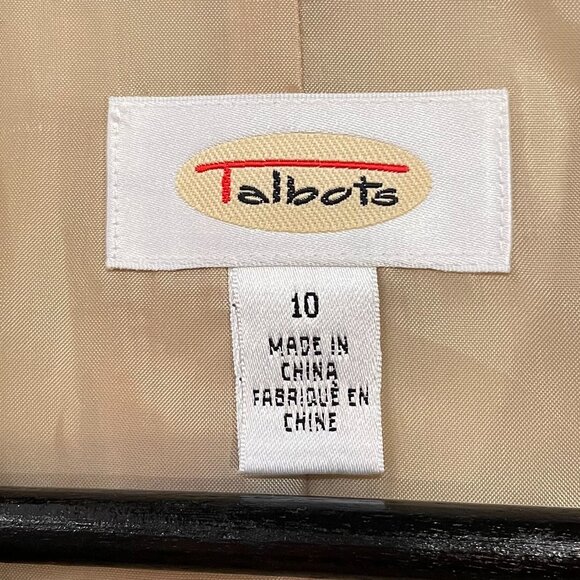 Talbots
10
MADE IN
CHINA
FABRIQUÉ EN
CHINE